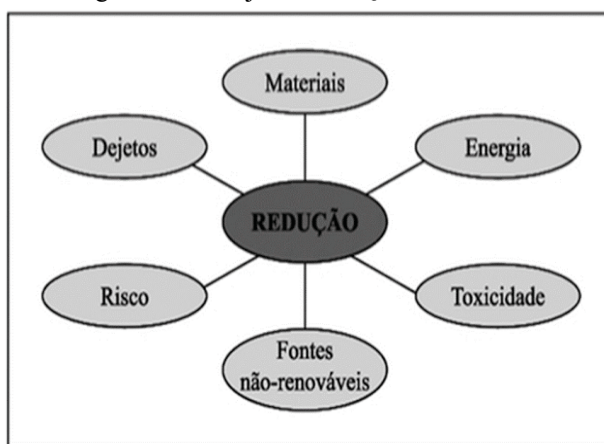 Materiais
Dejetos
Energia
REDUÇÃO
Risco
Toxicidade
Fontes
não-renováveis